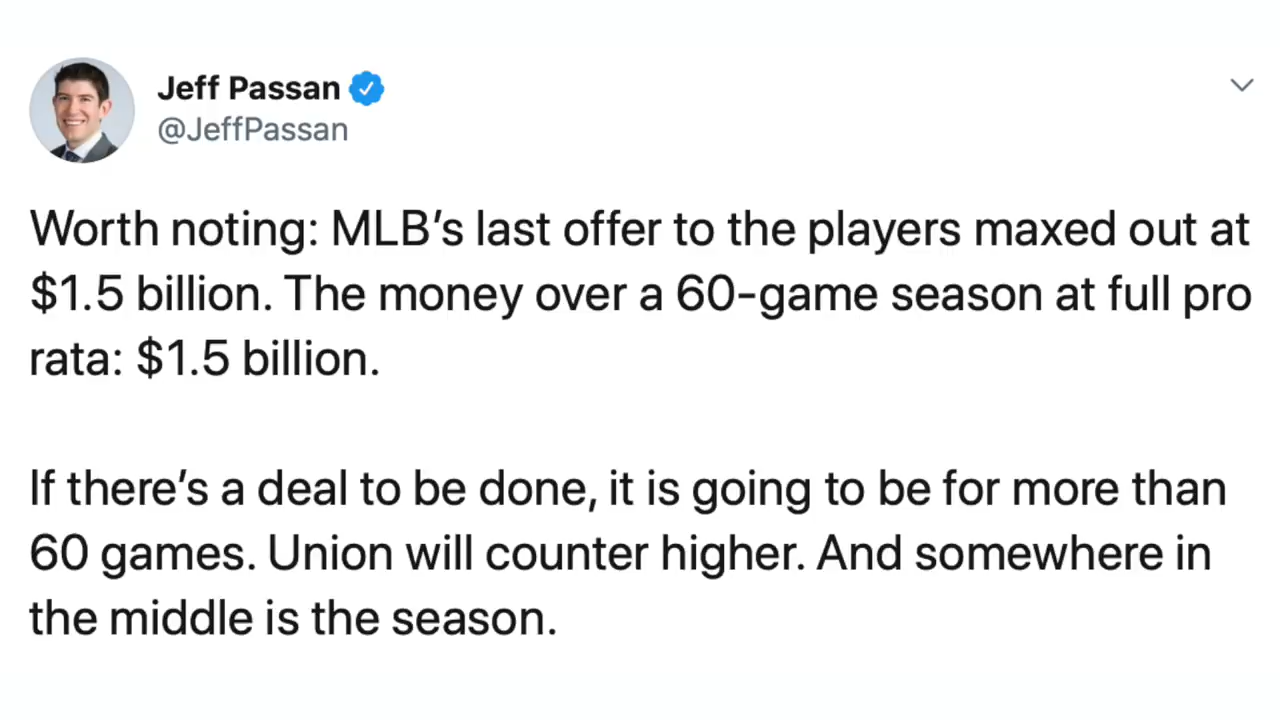 Jeff Passan
@JeffPassan
Worth noting: MLB’s last offer to the players maxed out at
$1.5 billion. The money over a 60-game season at full pro
rata: $1.5 billion.
If there’s a deal to be done, it is going to be for more than
60 games. Union will counter higher. And somewhere in
the middle is the season.